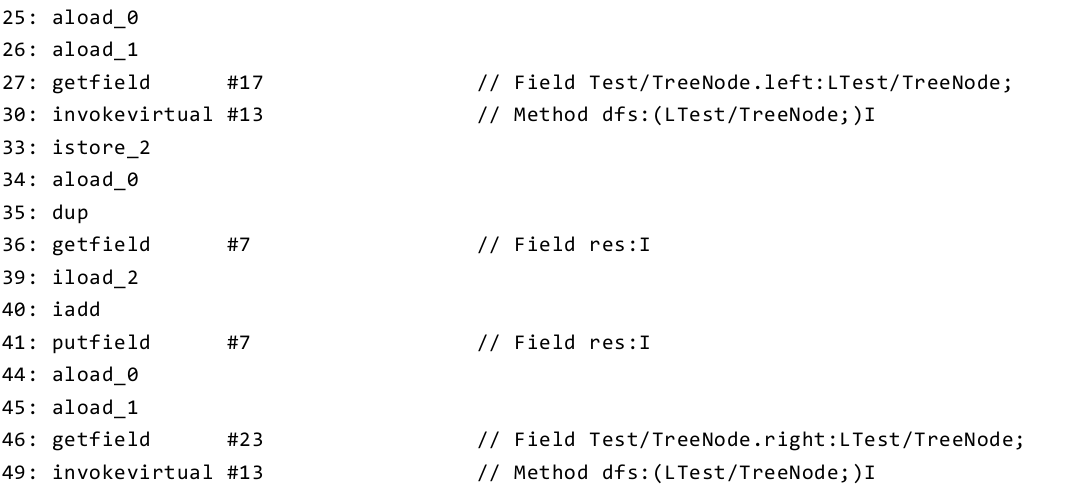 25: aload_0
26: aload_1
27: getfield      #17                 // Field Test/TreeNode.left:LTest/TreeNode;
30: invokevirtual #13                 // Method dfs:(LTest/TreeNode;)I
33: istore_2
34: aload_0
35: dup
36: getfield      #7                  // Field res:I
39: iload_2
40: iadd
41: putfield      #7                  // Field res:I
44: aload_0
45: aload_1
46: getfield      #23                 // Field Test/TreeNode.right:LTest/TreeNode;
49: invokevirtual #13                 // Method dfs:(LTest/TreeNode;)I